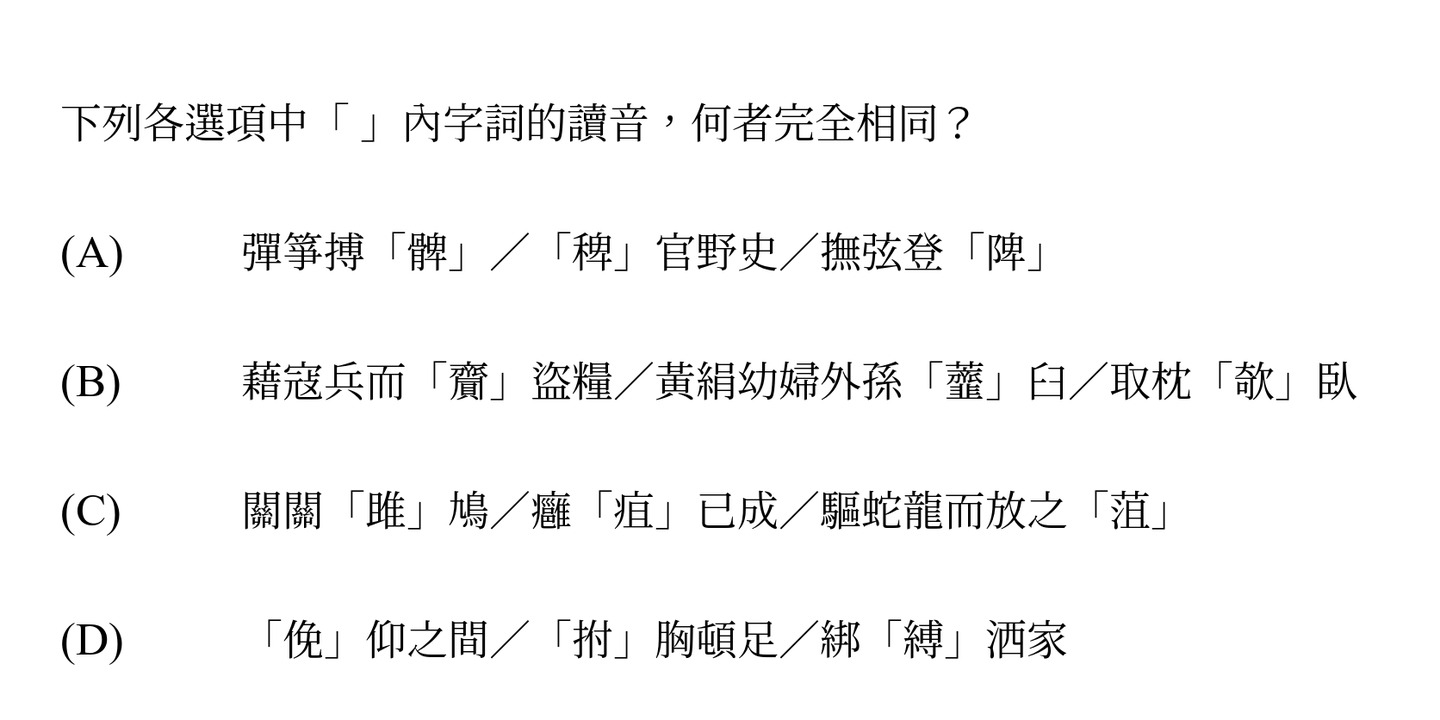 下列各選項中「 」內字詞的讀音，何者完全相同？
(A) 彈箏搏「髀」／「稗」官野史／撫弦登「陴」
(B) 藉寇兵而「齎」盜糧／黃絹幼婦外孫「虀」臼／取枕「欹」臥
(C) 關關「雎」鳩／癰「疽」已成／驅蛇龍而放之「菹」
(D) 「俛」仰之間／「拊」胸頓足／綁「縛」洒家